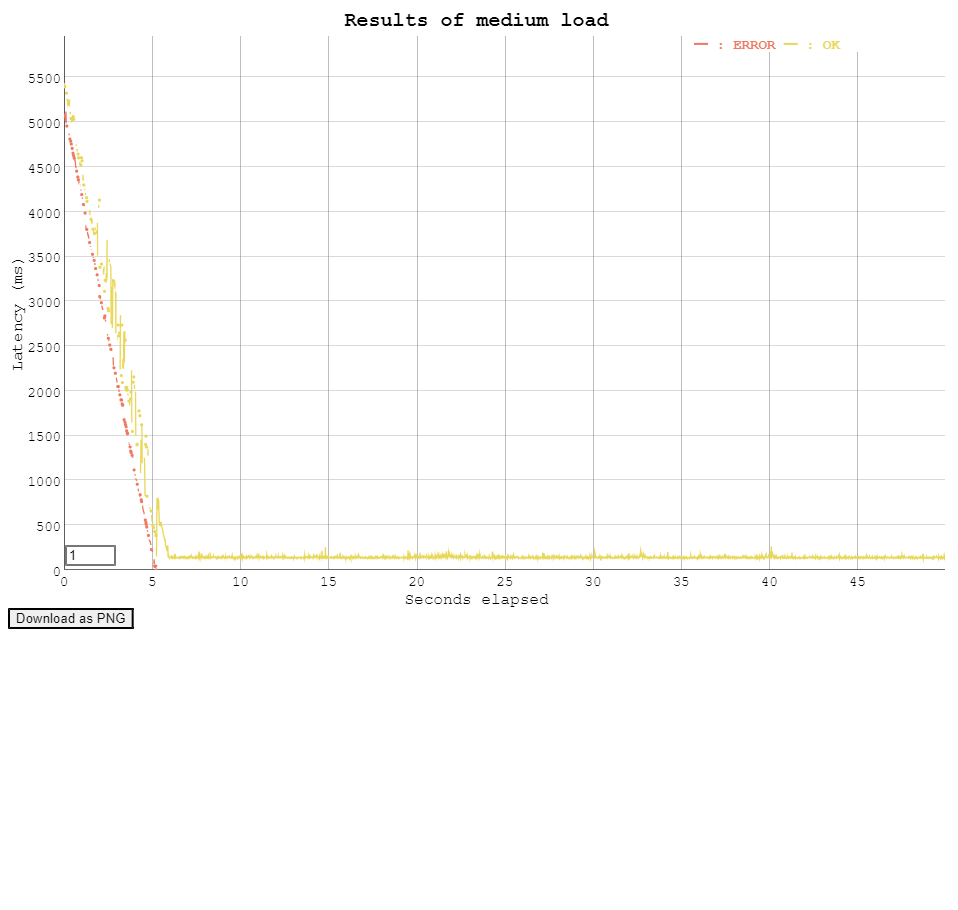 Results of medium load
— : ERROR — : OK
5500
5000
4500
4000
3500
3000
2500
2000
1500
1000
500
0
Latency (ms)
1
0 5 10 15 20 25 30 35 40 45
Seconds elapsed
Download as PNG